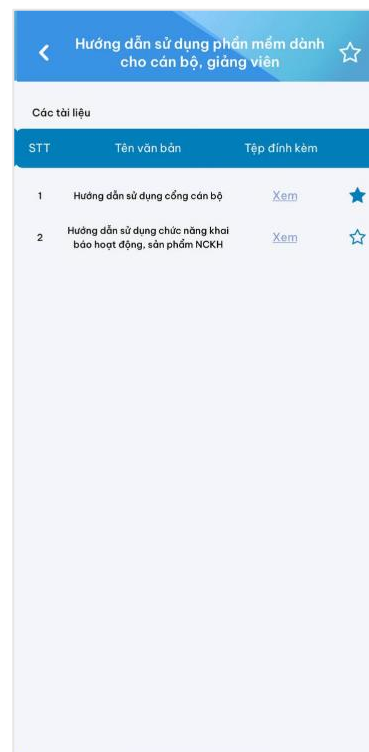 Hướng dẫn sử dụng phần mềm dành
cho cán bộ, giảng viên
Các tài liệu
STT Tên văn bản Tệp đính kèm
1 Hướng dẫn sử dụng cổng cán bộ Xem
Hướng dẫn sử dụng chức năng khai
2 báo hoạt động, sản phẩm NCKH Xem